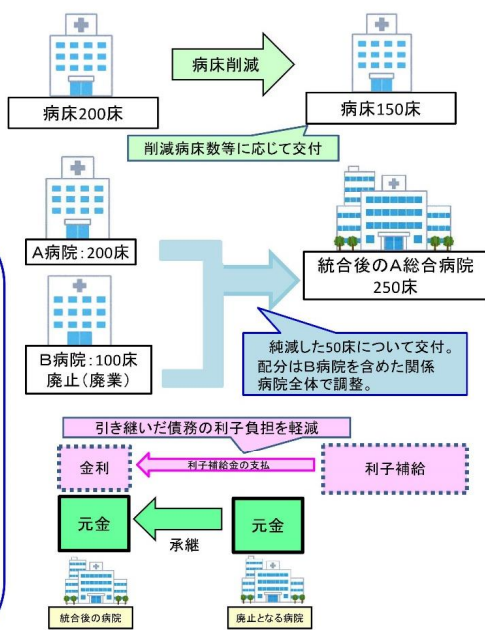 病床削減
病床200床
病床150床
削減病床数等に応じて交付
A病院:200床
B病院:100床
廃止(廃業)
統合後のA総合病院
250床
純減した50床について交付。
配分はB病院を含めた関係
病院全体で調整。
引き継いだ債務の利子負担を軽減
金利
利子補給金の支払
利子補給
元金
承継
元金
統合後の病院
廃止となる病院